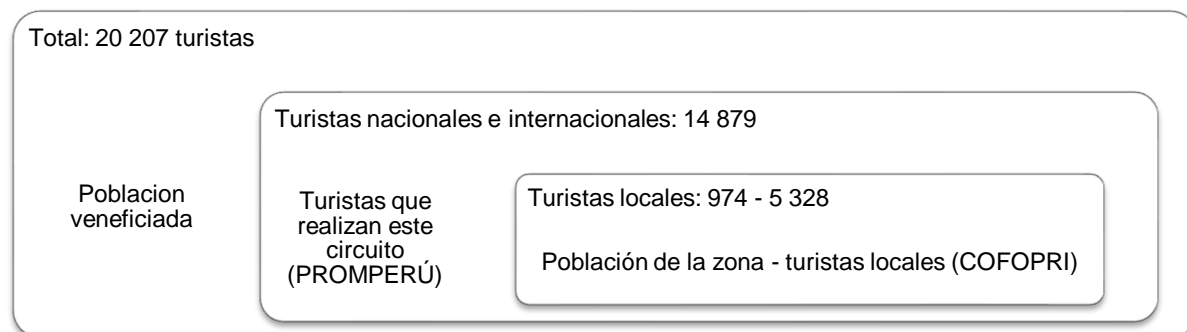 Total: 20 207 turistas
Turistas nacionales e internacionales: 14 879
Poblacion
veneficiada
Turistas que
realizan este
circuito
(PROMPERÚ)
Turistas locales: 974 - 5 328
Población de la zona - turistas locales (COFOPRI)